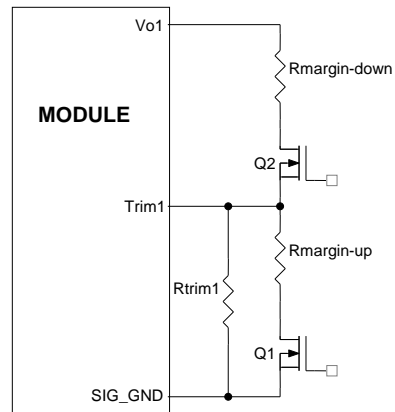 Vo1
Rmargin-down
MODULE
Q2
Trim1
Rmargin-up
Rtrim1
Q1
SIG_GND